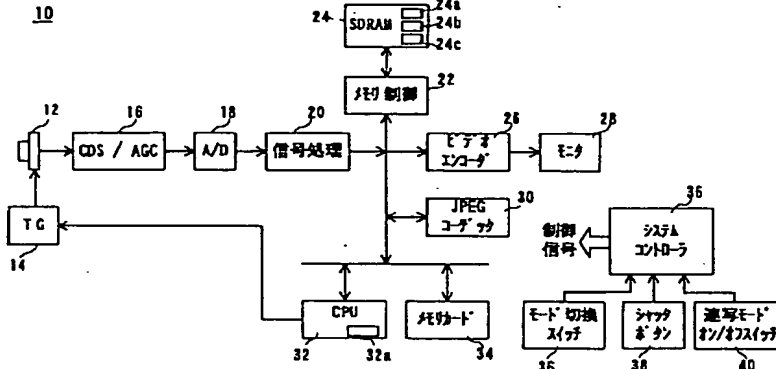 10
24
SDRAM
24a
24b
24c
22
メモリ制御
12
16
CDS / AGC
18
A/D
20
信号処理
26
ビデオ
エンコーダ
28
モニタ
TG
14
JPEG
コーデック
30
制御
信号
36
システム
コントローラ
CPU
32
32a
メモリカード
34
モード切換
スイッチ
36
シャッタ
ボタン
38
連写モード
オン/オフスイッチ
40